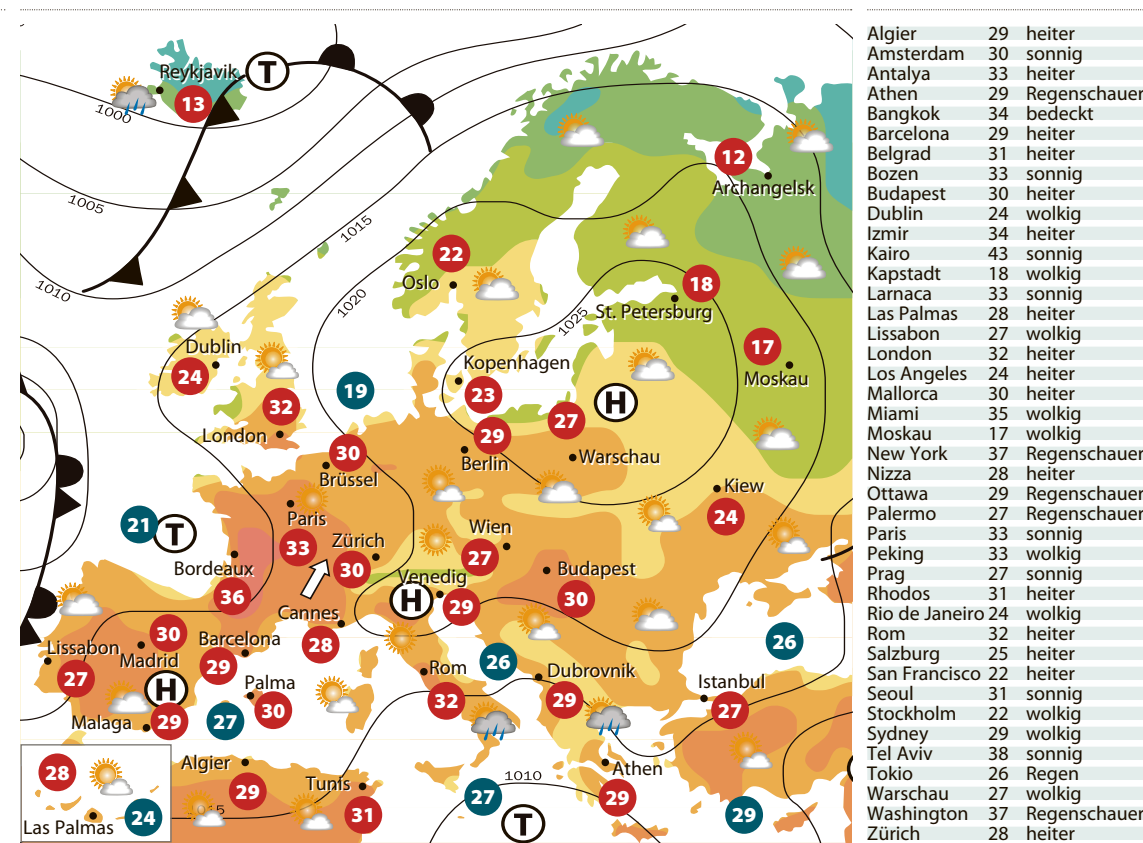 Reykjavik
T
13
1000
12
Archangelsk
1005
1015
22
Oslo
1010
1020
18
St. Petersburg
1025
Dublin
24
Kopenhagen
17
Moskau
19
23
H
32
London
27
29
30
Brüssel
Berlin
Warschau
Kiew
24
21
T
Paris
33
Zürich
30
Wien
27
Bordeaux
36
Venedig
H
29
Budapest
30
Cannes
28
30
Madrid
Barcelona
29
Lissabon
27
26
26
Rom
32
Dubrovnik
29
Istanbul
27
H
Palma
30
Malaga
29
27
28
24
Las Palmas
Algier
29
1015
Tunis
31
1010
27
T
Athen
29
29
Algier 29 heiter
Amsterdam 30 sonnig
Antalya 33 heiter
Athen 29 Regenschauer
Bangkok 34 bedeckt
Barcelona 29 heiter
Belgrad 31 heiter
Bozen 33 sonnig
Budapest 30 heiter
Dublin 24 wolkig
Izmir 34 heiter
Kairo 43 sonnig
Kapstadt 18 wolkig
Larnaca 33 sonnig
Las Palmas 28 heiter
Lissabon 27 wolkig
London 32 heiter
Los Angeles 24 heiter
Mallorca 30 heiter
Miami 35 wolkig
Moskau 17 wolkig
New York 37 Regenschauer
Nizza 28 heiter
Ottawa 29 Regenschauer
Palermo 27 Regenschauer
Paris 33 sonnig
Peking 33 wolkig
Prag 27 sonnig
Rhodos 31 heiter
Rio de Janeiro 24 wolkig
Rom 32 heiter
Salzburg 25 heiter
San Francisco 22 heiter
Seoul 31 sonnig
Stockholm 22 wolkig
Sydney 29 wolkig
Tel Aviv 38 sonnig
Tokio 26 Regen
Warschau 27 wolkig
Washington 37 Regenschauer
Zürich 28 heiter